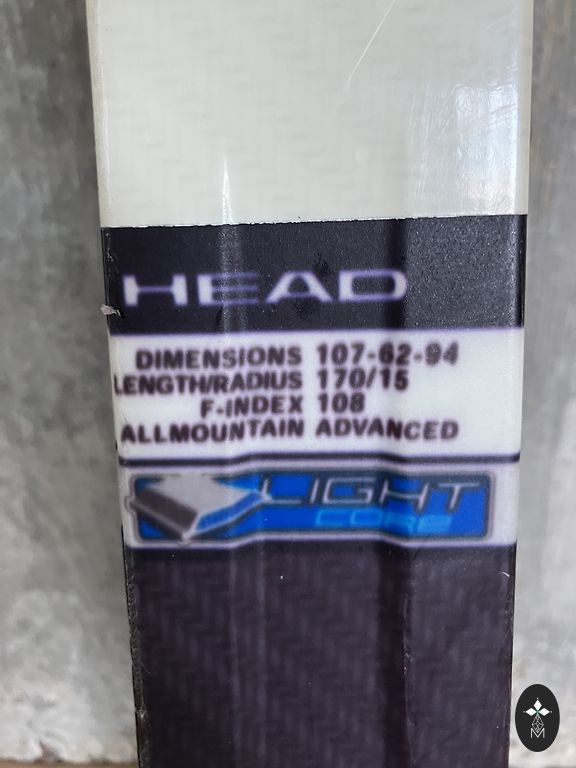 HEAD
DIMENSIONS 107-62-94
LENGTH/RADIUS 170/15
F-INDEX 108
ALLMOUNTAIN ADVANCED
LIGHT
CORE
M